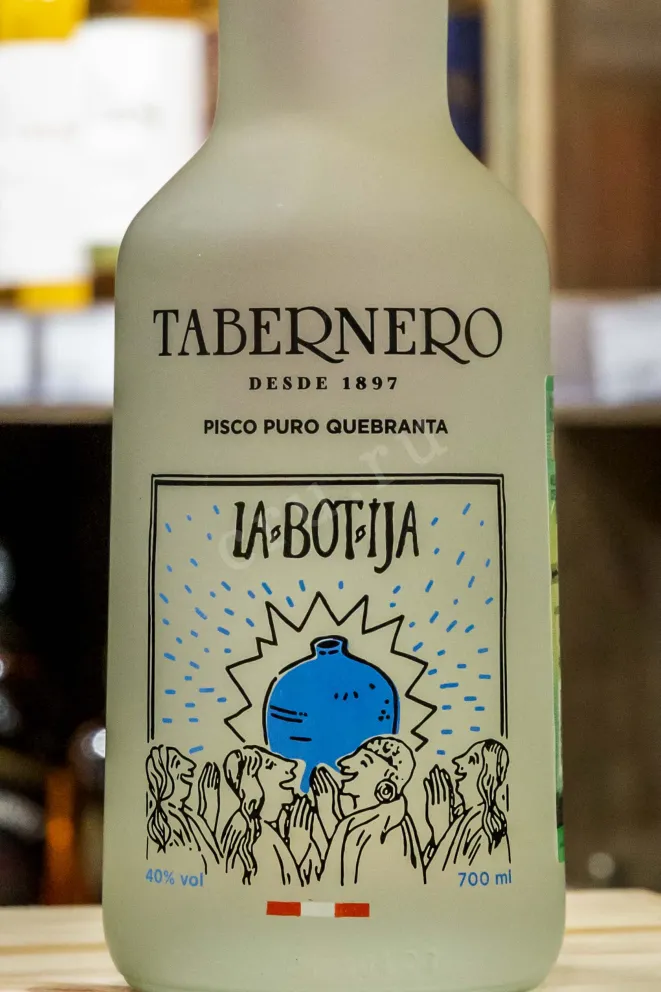 TABERNERO
DESDE 1897
PISCO PURO QUEBRANTA
LA BOTIJA
40% vol
700 ml